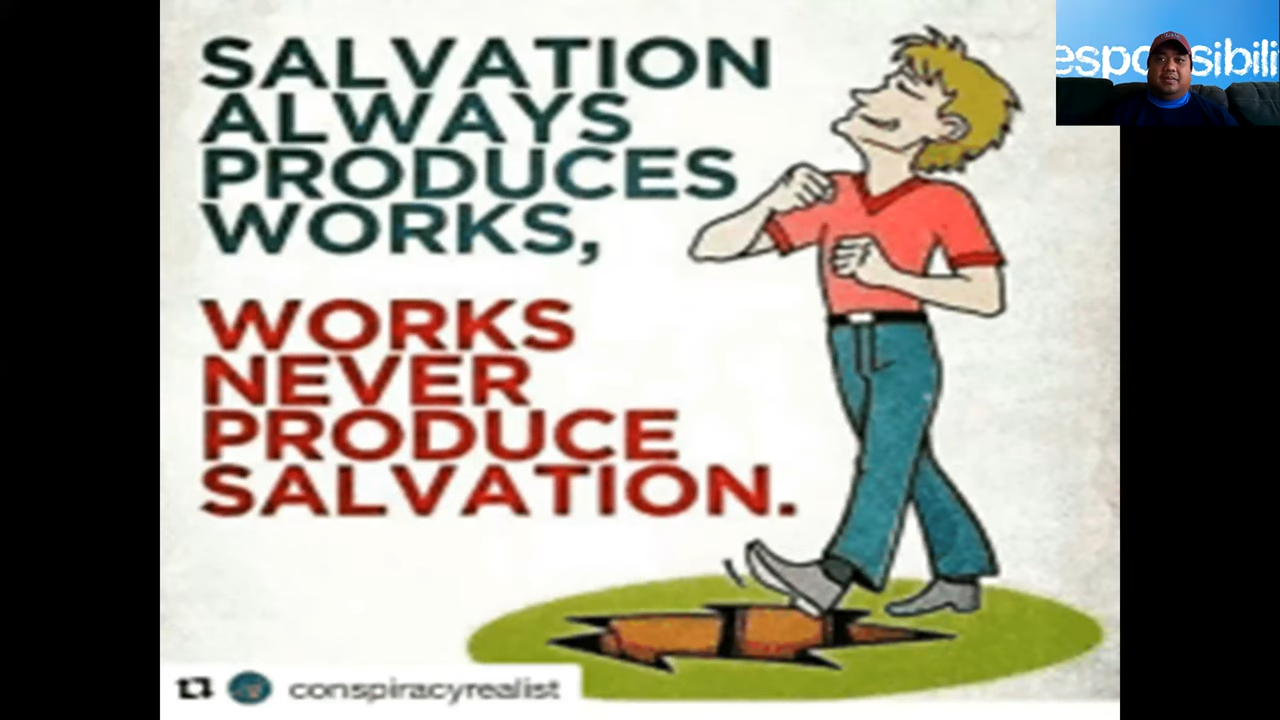 SALVATION
ALWAYS
PRODUCES
WORKS,
WORKS
NEVER
PRODUCE
SALVATION.
conspiracyrealist